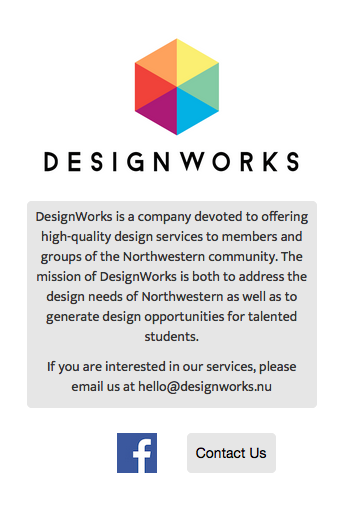 DESIGNWORKS
DesignWorks is a company devoted to offering
high-quality design services to members and
groups of the Northwestern community. The
mission of DesignWorks is both to address the
design needs of Northwestern as well as to
generate design opportunities for talented
students.
If you are interested in our services, please
email us at hello@designworks.nu
f
Contact Us